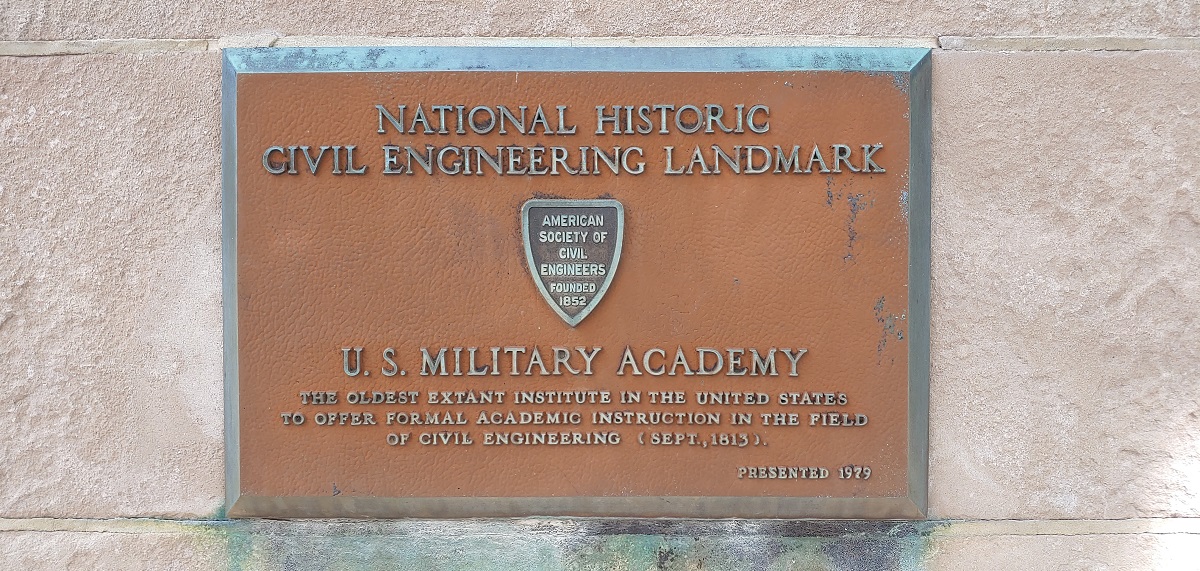 NATIONAL HISTORIC
CIVIL ENGINEERING LANDMARK
AMERICAN
SOCIETY OF
CIVIL
ENGINEERS
FOUNDED
1852
U. S. MILITARY ACADEMY
THE OLDEST EXTANT INSTITUTE IN THE UNITED STATES
TO OFFER FORMAL ACADEMIC INSTRUCTION IN THE FIELD
OF CIVIL ENGINEERING (SEPT., 1813).
PRESENTED 1979